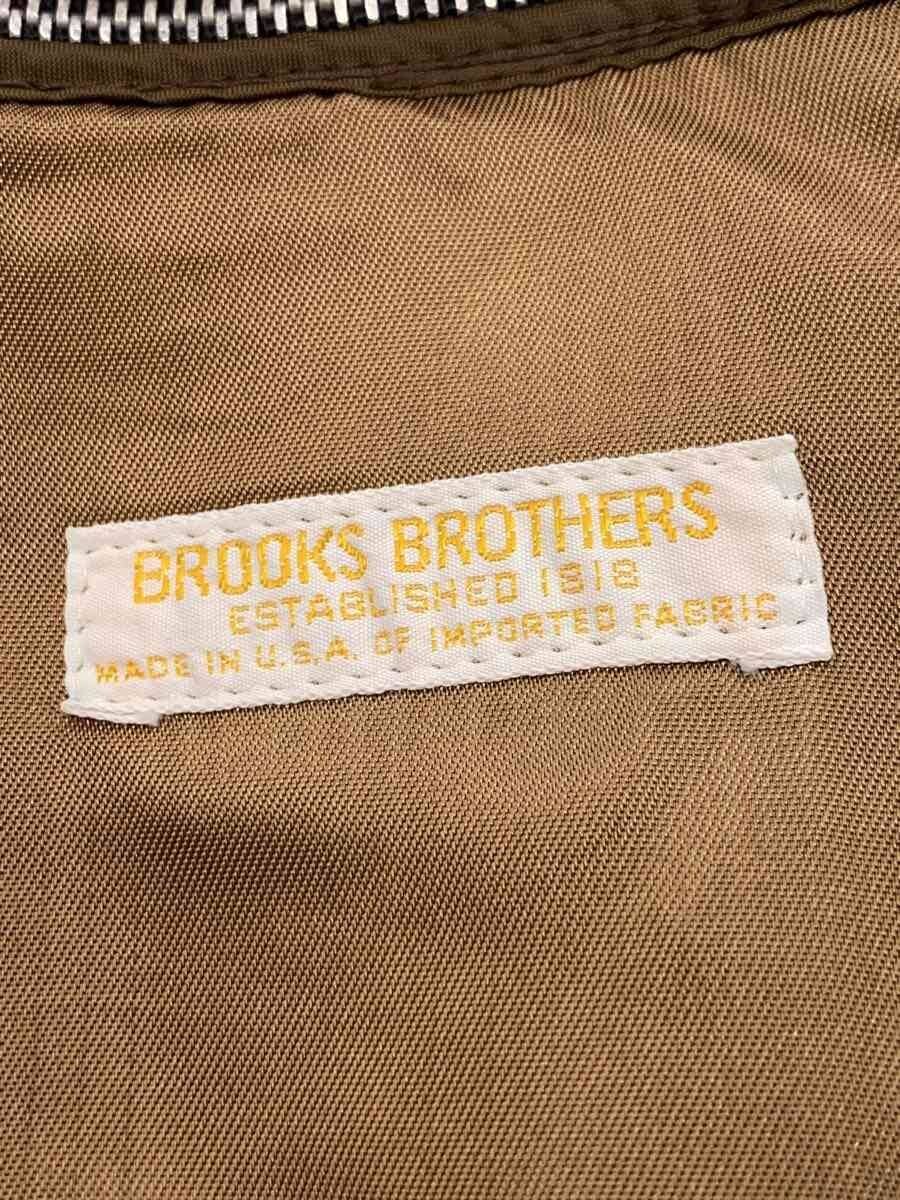 BROOKS BROTHERS
ESTABLISHED 1818
MADE IN U.S.A. OF IMPORTED FABRIC